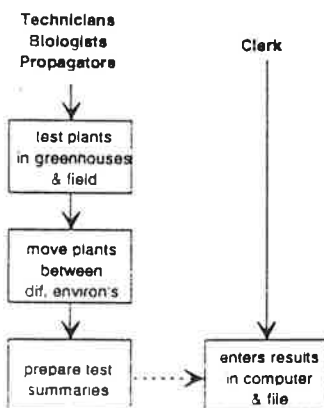 Technicians
Biologists
Propagators
Clerk
test plants
in greenhouses
& field
move plants
between
dif. environ's
prepare test
summaries
enters results
in computer
& file